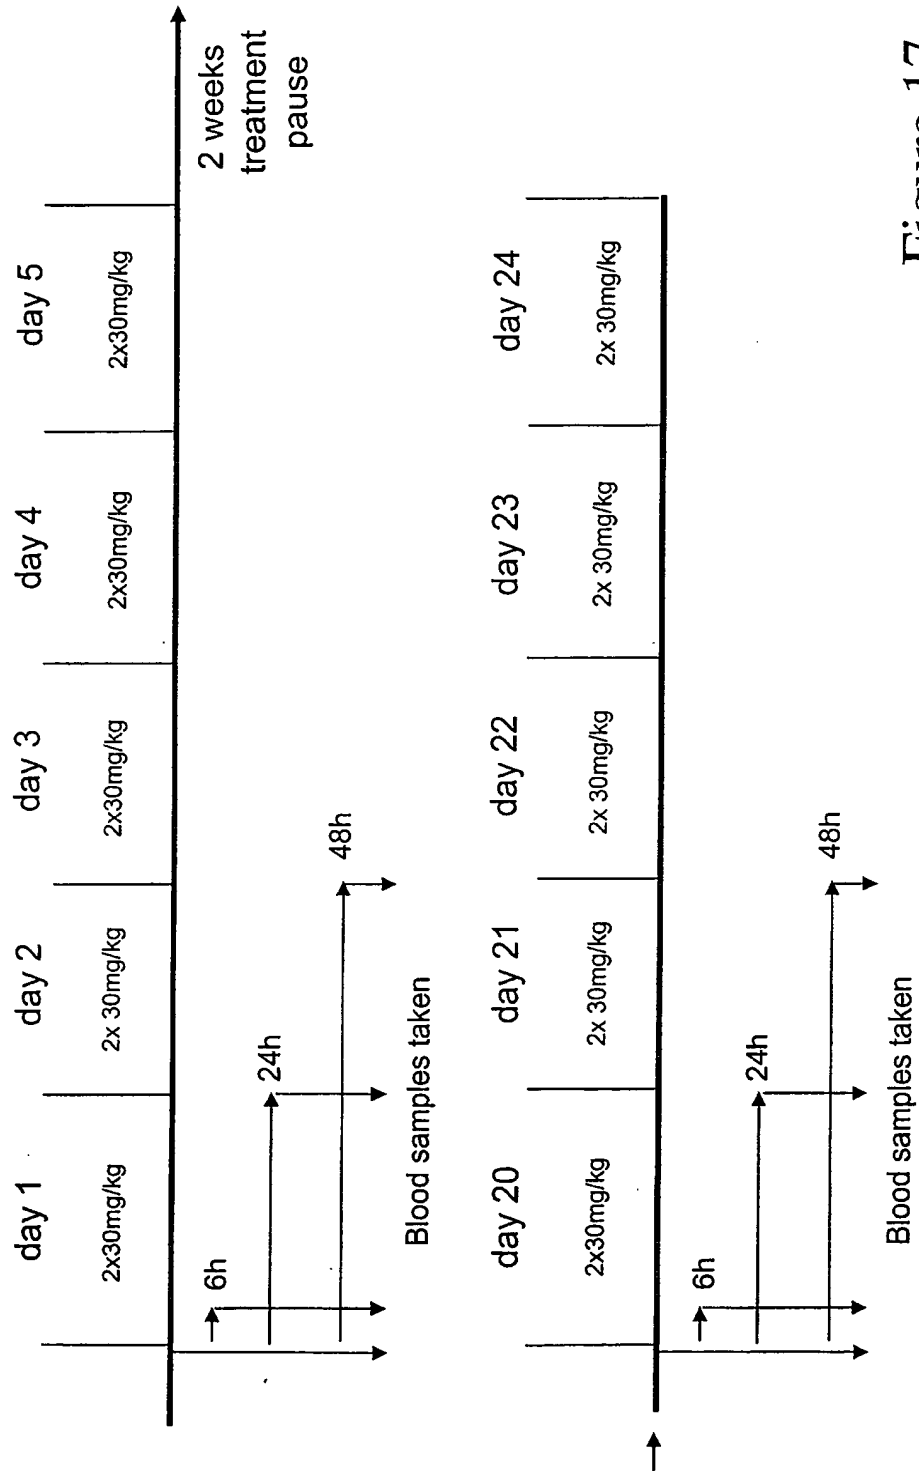 day 1 day 2 day 3 day 4 day 5
2x30mg/kg 2x 30mg/kg 2x30mg/kg 2x30mg/kg 2x30mg/kg
2 weeks
treatment
pause
6h
24h
48h
Blood samples taken
day 20 day 21 day 22 day 23 day 24
2x30mg/kg 2x 30mg/kg 2x 30mg/kg 2x 30mg/kg 2x 30mg/kg
6h
24h
48h
Blood samples taken
Figure 17